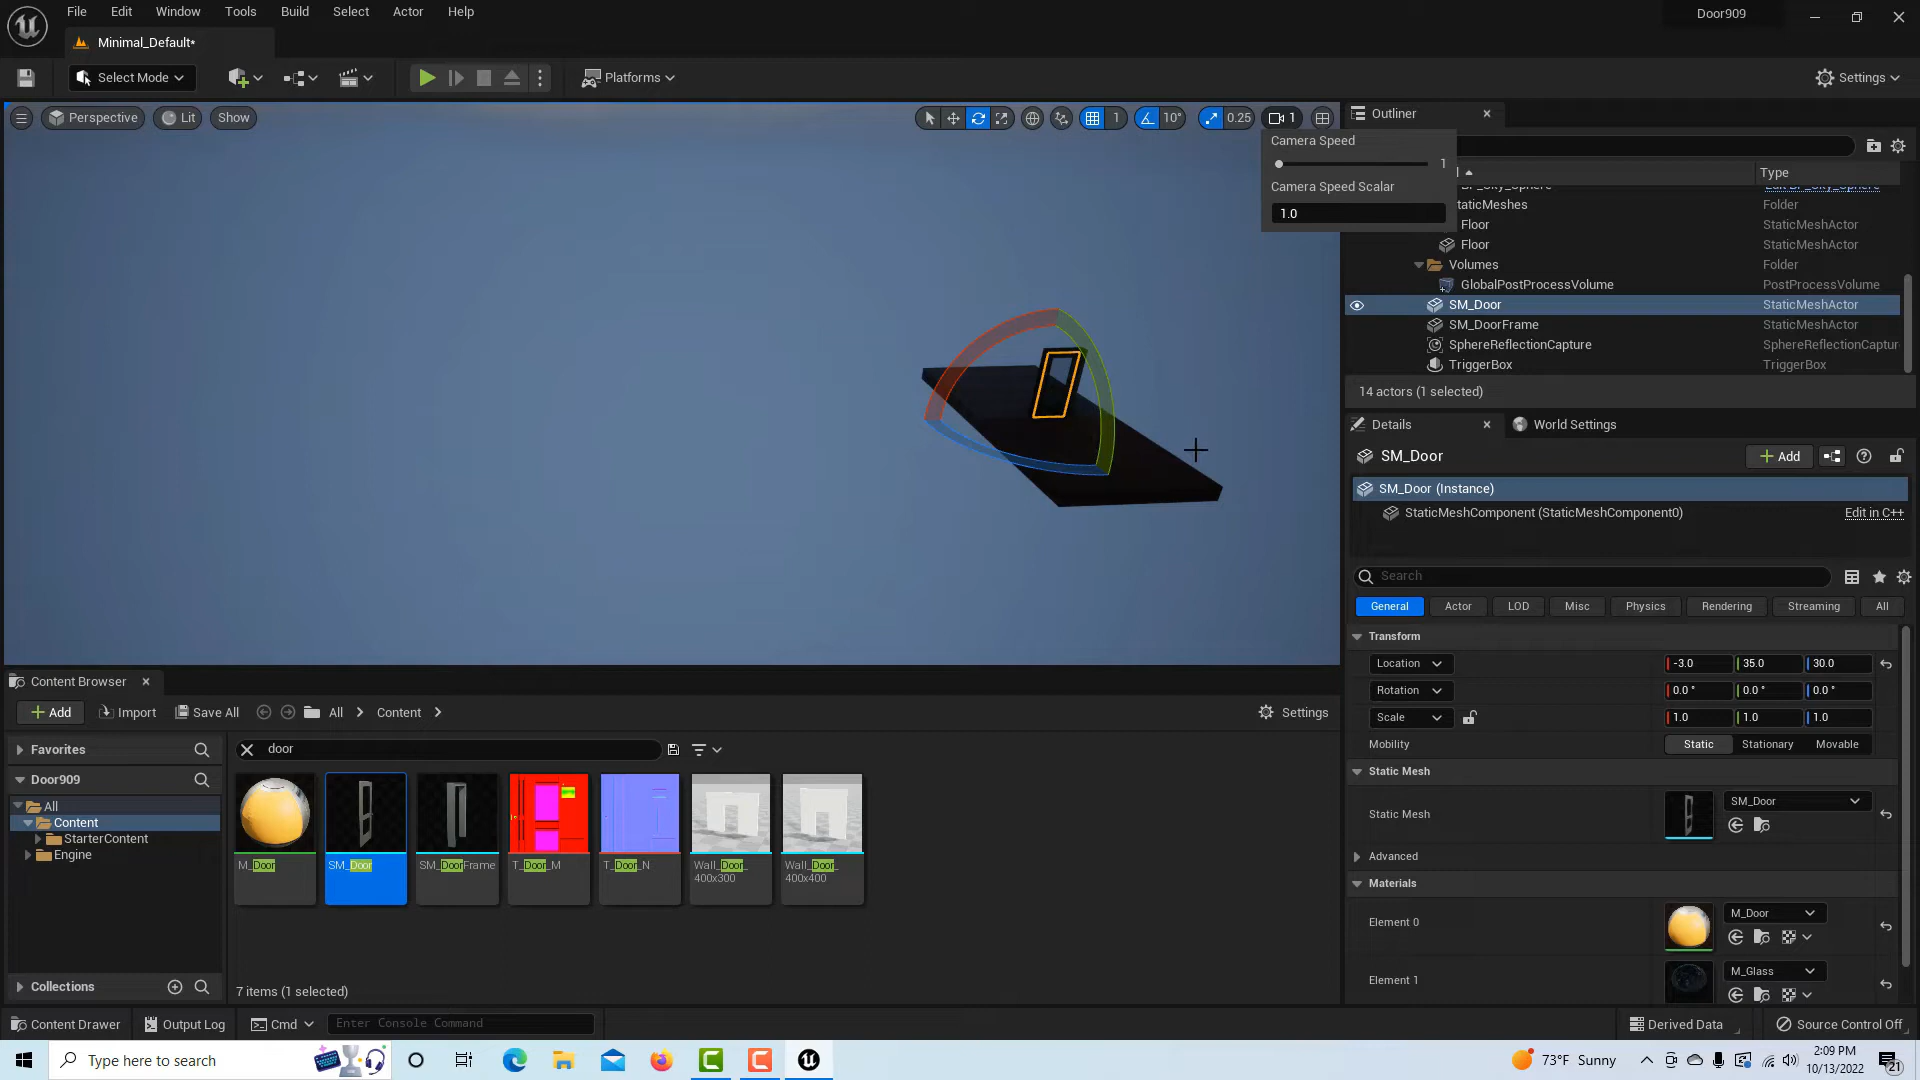 File Edit Window Tools Build Select Actor Help
Door909
Minimal_Default*
Select Mode
Platforms
Settings
Perspective Lit Show
1 10° 0.25 1
Camera Speed
1
Camera Speed Scalar
1.0
Outliner
Type
StaticMeshes Folder
Floor StaticMeshActor
Floor StaticMeshActor
Volumes Folder
GlobalPostProcessVolume PostProcessVolume
SM_Door StaticMeshActor
SM_DoorFrame StaticMeshActor
SphereReflectionCapture SphereReflectionCaptur
TriggerBox TriggerBox
14 actors (1 selected)
Details World Settings
SM_Door Add
SM_Door (Instance)
StaticMeshComponent (StaticMeshComponent0) Edit in C++
Search
General Actor LOD Misc Physics Rendering Streaming All
Transform
Location -3.0 35.0 30.0
Rotation 0.0 ° 0.0 ° 0.0 °
Scale 1.0 1.0 1.0
Mobility Static Stationary Movable
Static Mesh
Static Mesh SM_Door
Advanced
Materials
Element 0 M_Door
Element 1 M_Glass
Content Browser
Add Import Save All All Content Settings
Favorites
door
Door909
All
Content
StarterContent
Engine
M_Door SM_Door SM_DoorFrame T_Door_M T_Door_N Wall_Door_ Wall_Door_
400x300 400x400
Collections
7 items (1 selected)
Content Drawer Output Log Cmd Enter Console Command Derived Data Source Control Off
Type here to search
73°F Sunny
2:09 PM
10/13/2022
21